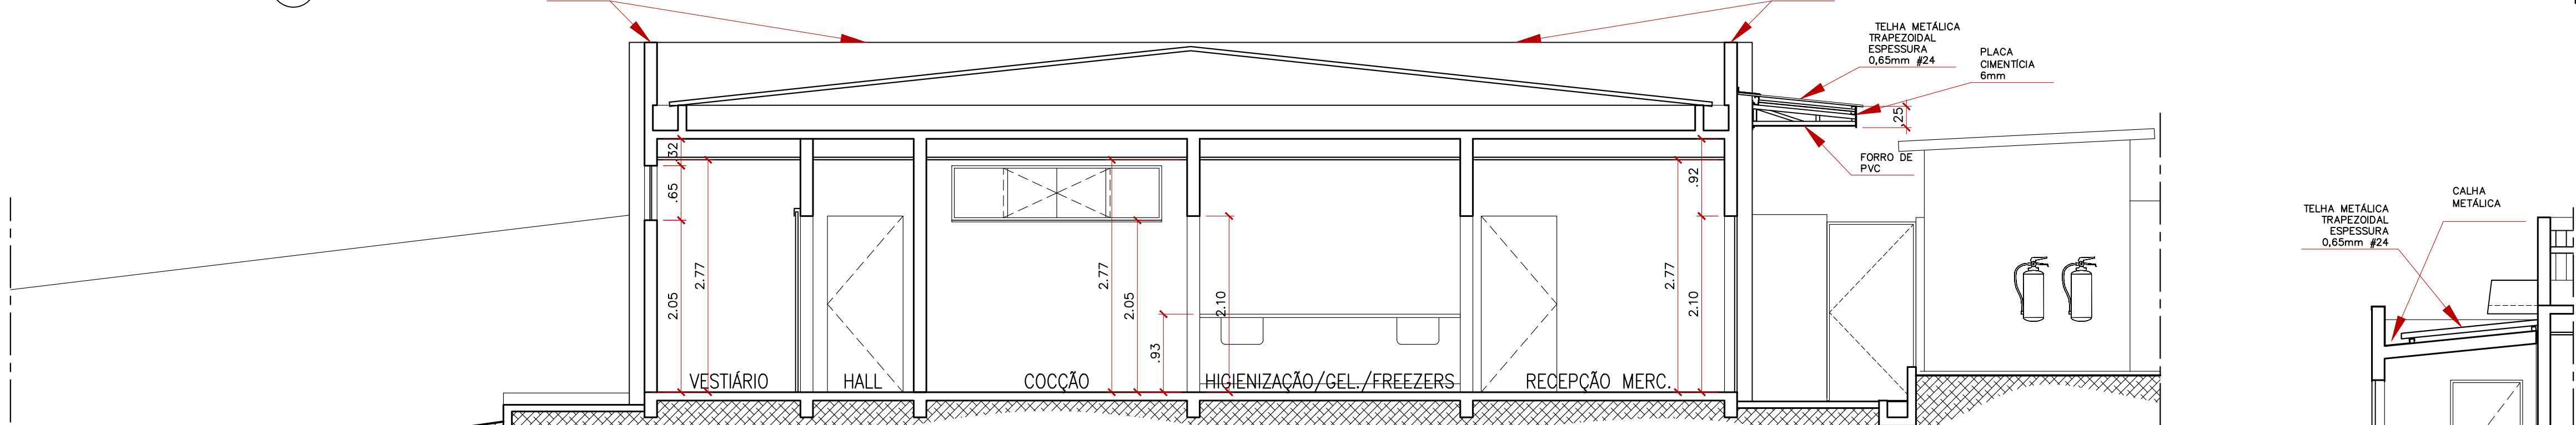 TELHA METÁLICA
TRAPEZOIDAL
ESPESSURA
0,65mm #24
PLACA
CIMENTÍCIA
6mm
.25
FORRO DE
PVC
.32
.65
2.05
2.77
2.77
2.05
.93
2.10
2.77
.92
2.10
VESTIÁRIO
HALL
COCÇÃO
HIGIENIZAÇÃO/GEL./FREEZERS
RECEPÇÃO MERC.
CALHA
METÁLICA
TELHA METÁLICA
TRAPEZOIDAL
ESPESSURA
0,65mm #24